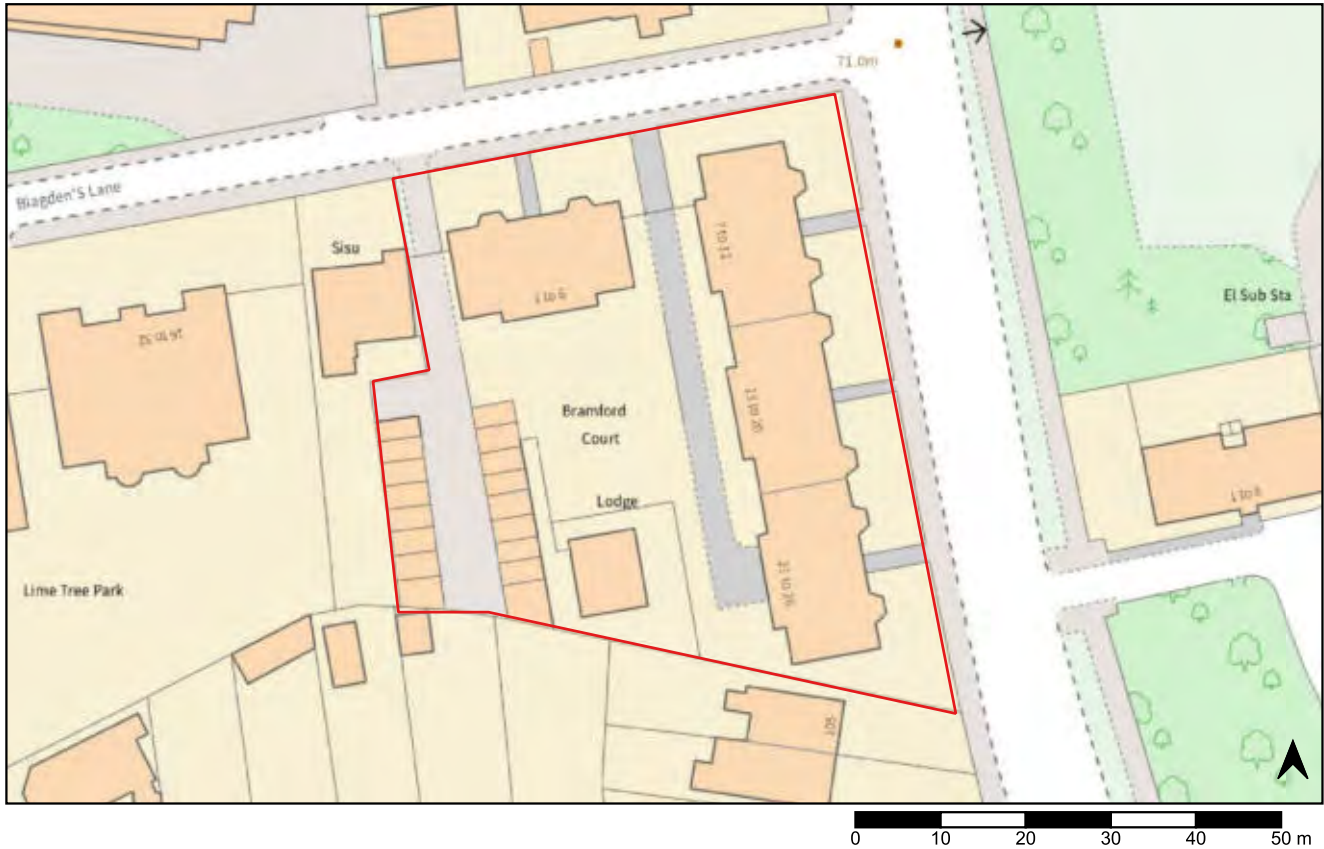 71.0m
Blagden'S Lane
Sisu
El Sub Sta
1 to 6
7 to 12
Bramford
Court
13 to 20
Lodge
Lime Tree Park
21 to 26
1 to 6
0 10 20 30 40 50 m